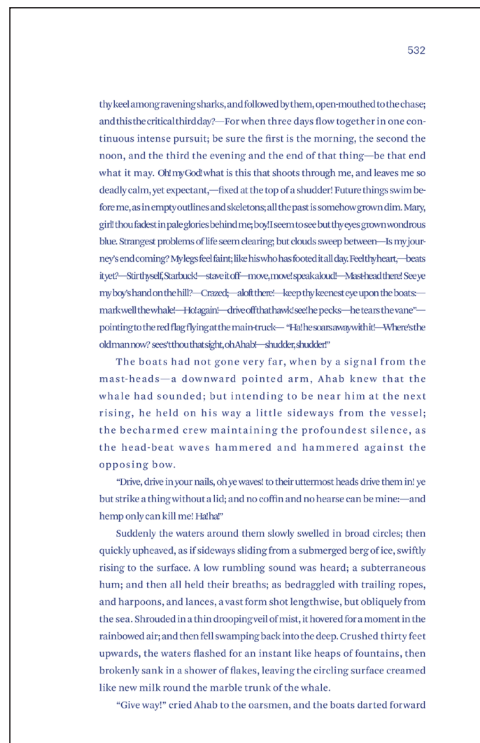 532
thy keel among ravening sharks, and followed by them, open-mouthed to the chase;
and this the critical third day?—For when three days flow together in one con-
tinuous intense pursuit; be sure the first is the morning, the second the
noon, and the third the evening and the end of that thing—be that end
what it may. Oh! my God! what is this that shoots through me, and leaves me so
deadly calm, yet expectant,—fixed at the top of a shudder! Future things swim be-
fore me, as in empty outlines and skeletons; all the past is somehow grown dim. Mary,
girl! thou fadest in pale glories behind me; boy! I seem to see but thy eyes grown wondrous
blue. Strangest problems of life seem clearing; but clouds sweep between—Is my jour-
ney's end coming? My legs feel faint; like his who has footed it all day. Feel thy heart,—beats
it yet?—Stir thyself, Starbuck!—stave it off—move, move! speak aloud!—Mast-head there! See ye
my boy's hand on the hill?—Crazed;—aloft there!—keep thy keenest eye upon the boats:—
mark well the whale!—Ho! again!—drive off that hawk! see! he pecks—he tears the vane"—
pointing to the red flag flying at the main-truck— "Ha! he soars away with it!—Where's the
old man now? sees't thou that sight, oh Ahab!—shudder, shudder!"
The boats had not gone very far, when by a signal from the
mast-heads—a downward pointed arm, Ahab knew that the
whale had sounded; but intending to be near him at the next
rising, he held on his way a little sideways from the vessel;
the becharmed crew maintaining the profoundest silence, as
the head-beat waves hammered and hammered against the
opposing bow.
"Drive, drive in your nails, oh ye waves! to their uttermost heads drive them in! ye
but strike a thing without a lid; and no coffin and no hearse can be mine:—and
hemp only can kill me! Ha! ha!"
Suddenly the waters around them slowly swelled in broad circles; then
quickly upheaved, as if sideways sliding from a submerged berg of ice, swiftly
rising to the surface. A low rumbling sound was heard; a subterraneous
hum; and then all held their breaths; as bedraggled with trailing ropes,
and harpoons, and lances, a vast form shot lengthwise, but obliquely from
the sea. Shrouded in a thin drooping veil of mist, it hovered for a moment in the
rainbowed air; and then fell swamping back into the deep. Crushed thirty feet
upwards, the waters flashed for an instant like heaps of fountains, then
brokenly sank in a shower of flakes, leaving the circling surface creamed
like new milk round the marble trunk of the whale.
"Give way!" cried Ahab to the oarsmen, and the boats darted forward